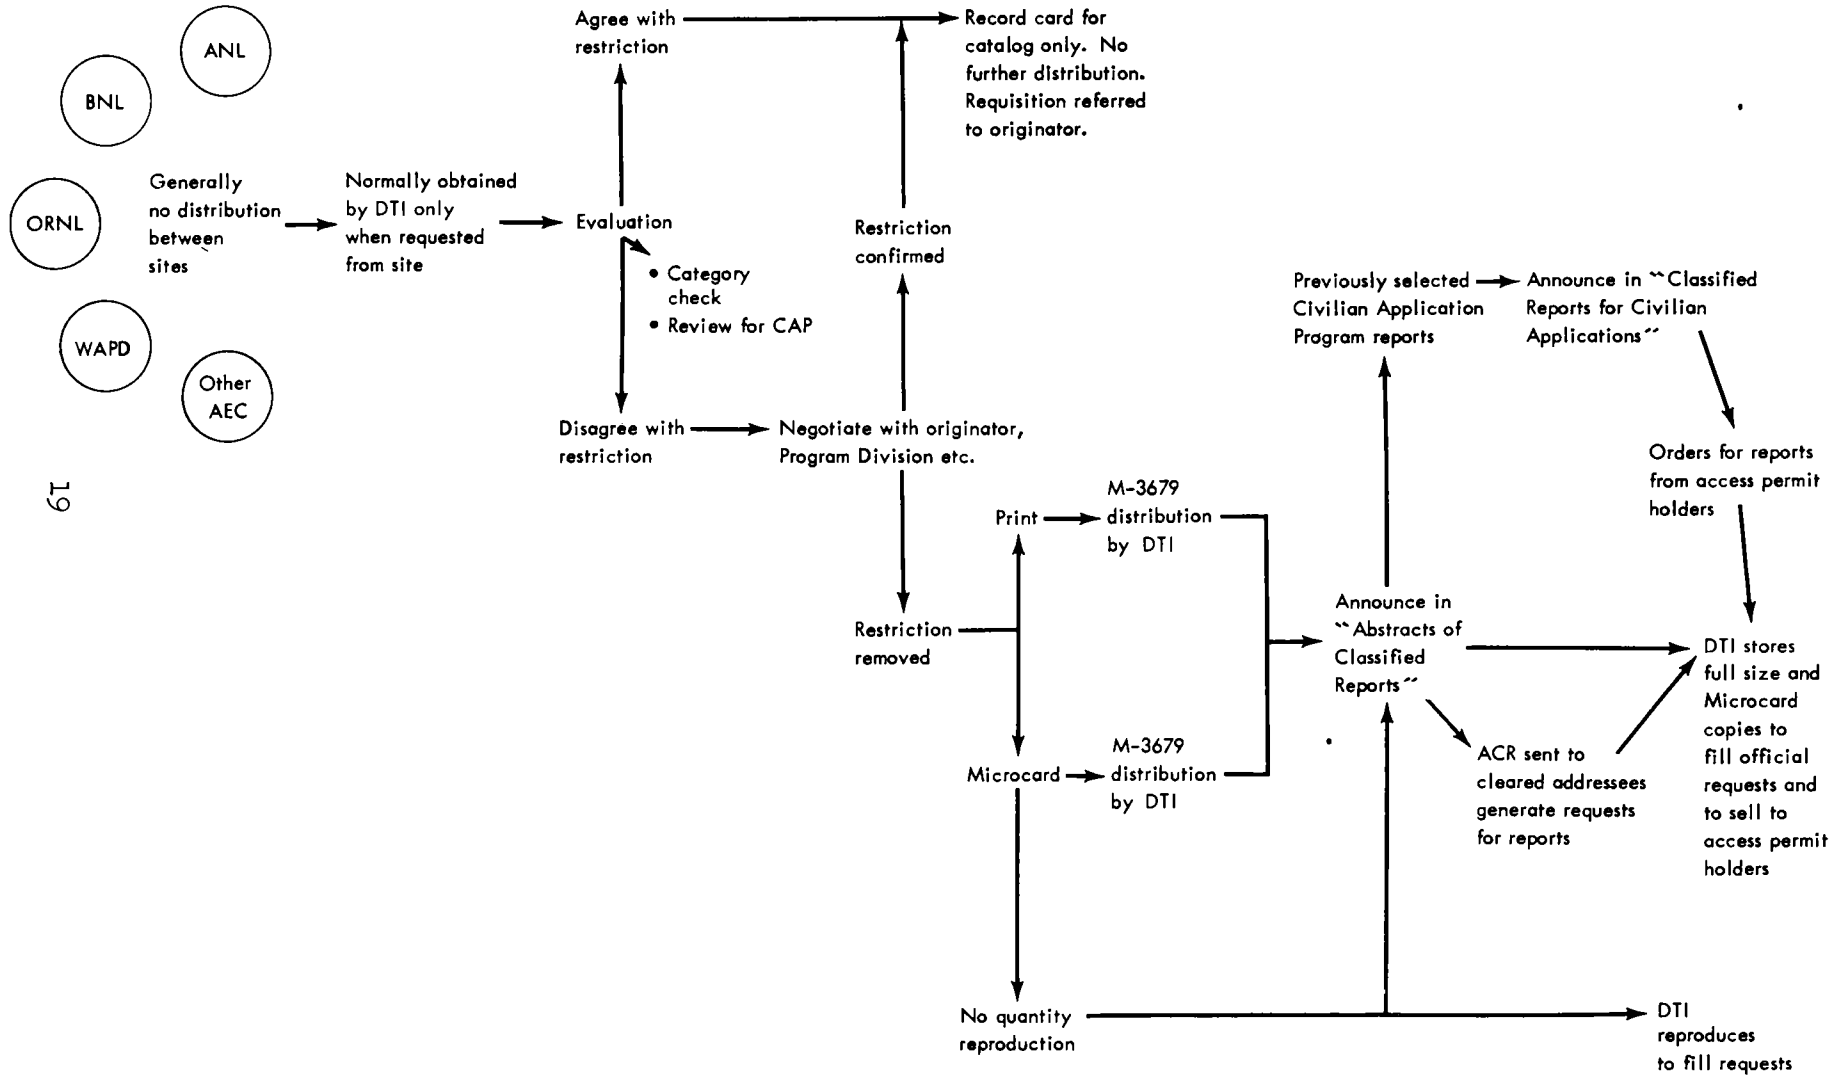 ANL
BNL
ORNL
WAPD
Other
AEC
Generally
no distribution
between
sites
Normally obtained
by DTI only
when requested
from site
Evaluation
• Category
check
• Review for CAP
Agree with
restriction
Record card for
catalog only. No
further distribution.
Requisition referred
to originator.
Restriction
confirmed
Disagree with
restriction
Negotiate with originator,
Program Division etc.
Restriction
removed
Print
M-3679
distribution
by DTI
Microcard
M-3679
distribution
by DTI
No quantity
reproduction
Previously selected
Civilian Application
Program reports
Announce in "Classified
Reports for Civilian
Applications"
Orders for reports
from access permit
holders
Announce in
"Abstracts of
Classified
Reports"
ACR sent to
cleared addressees
generate requests
for reports
DTI stores
full size and
Microcard
copies to
fill official
requests and
to sell to
access permit
holders
DTI
reproduces
to fill requests
19